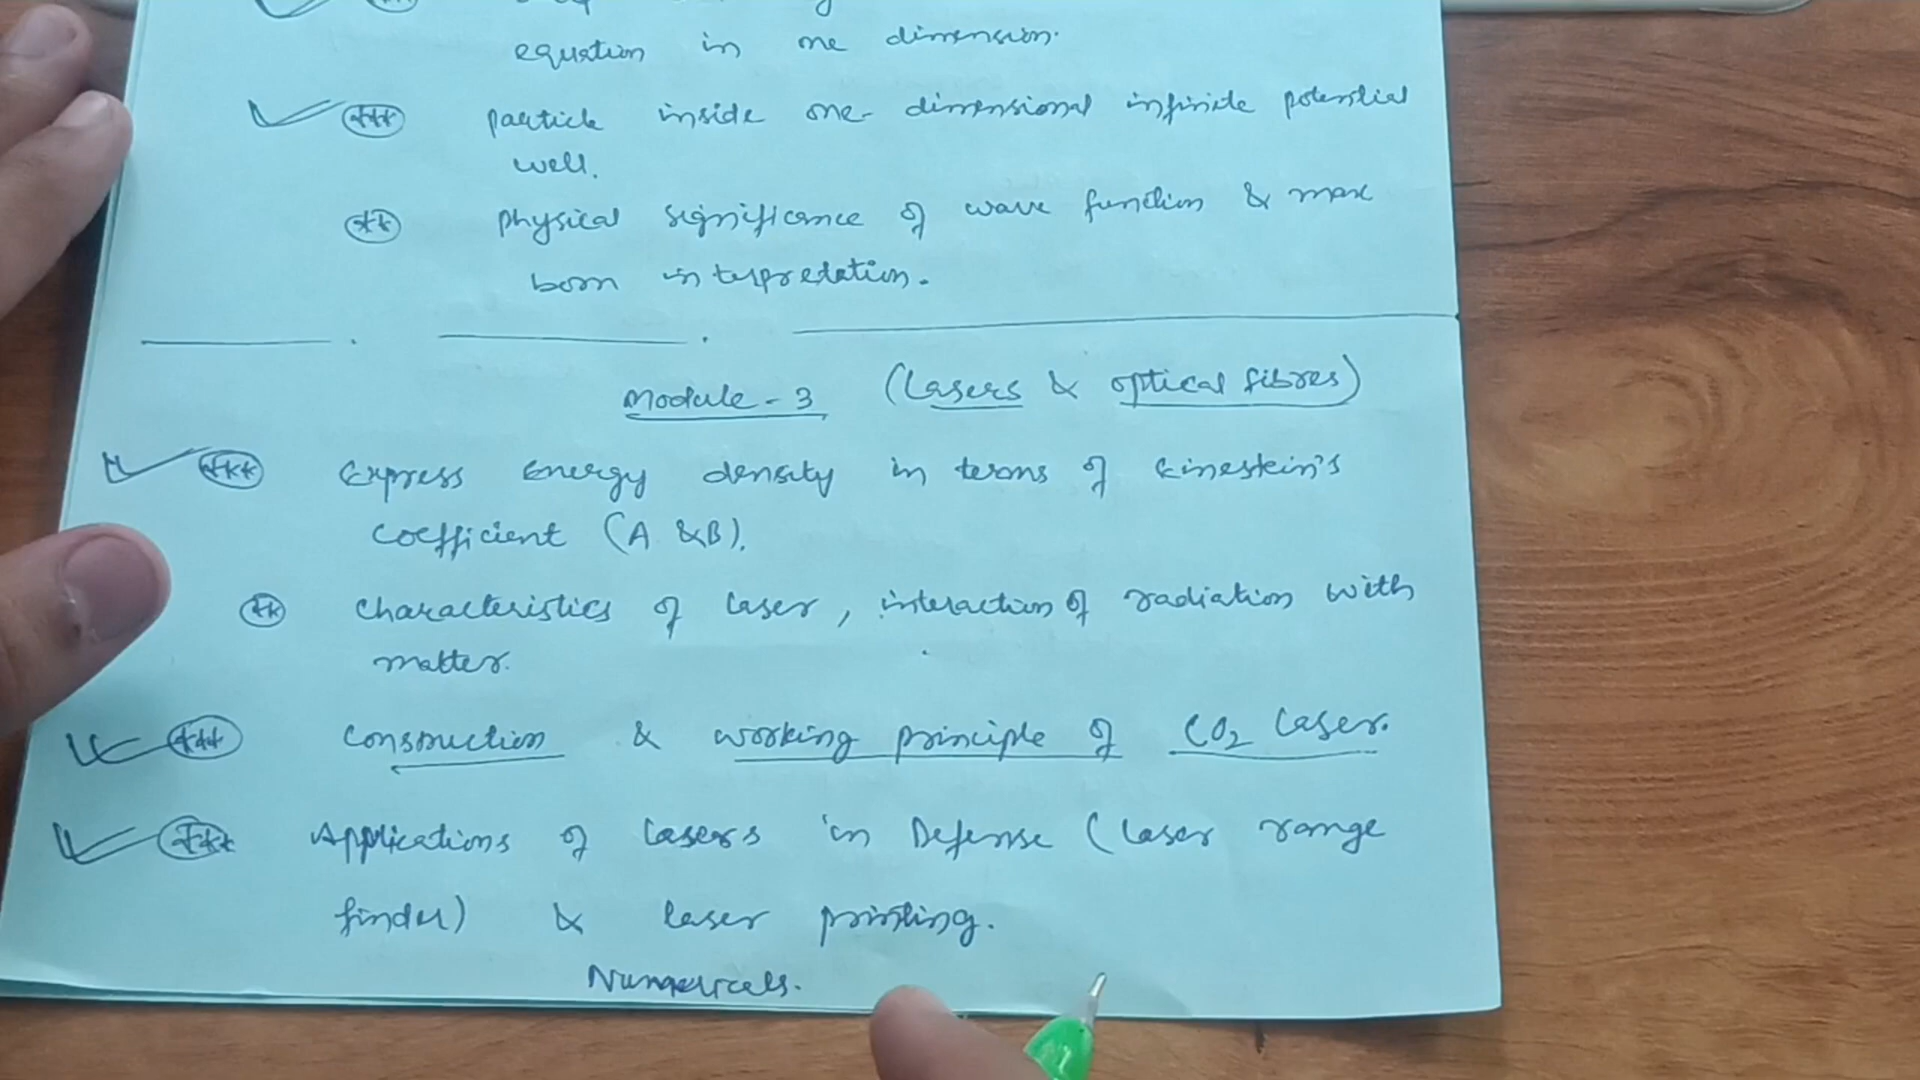 equation in one dimension.
*** particle inside one-dimensional infinite potential
well.
** physical significance of wave function & max
born interpretation.
Module-3 (Lasers & optical fibres)
*** Express Energy density in terms of Einestein's
coefficient (A &B).
** characteristics of laser, interaction of radiation with
matter.
*** Construction & working principle of CO2 Laser.
*** Applications of lasers in Defense (laser range
finder) & laser printing.
Numericals.